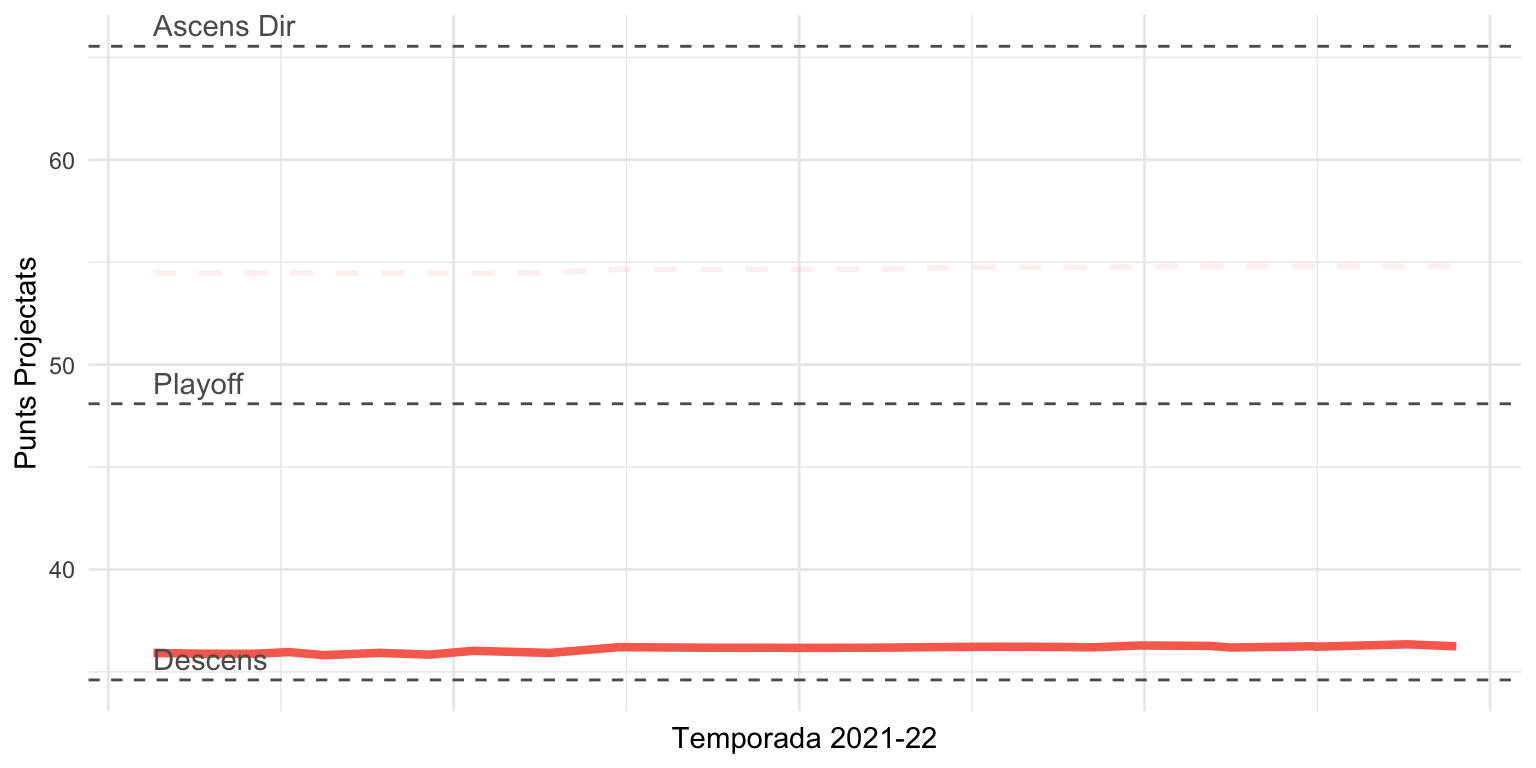 Ascens Dir
60
50
Playoff
40
Descens
Punts Projectats
Temporada 2021-22